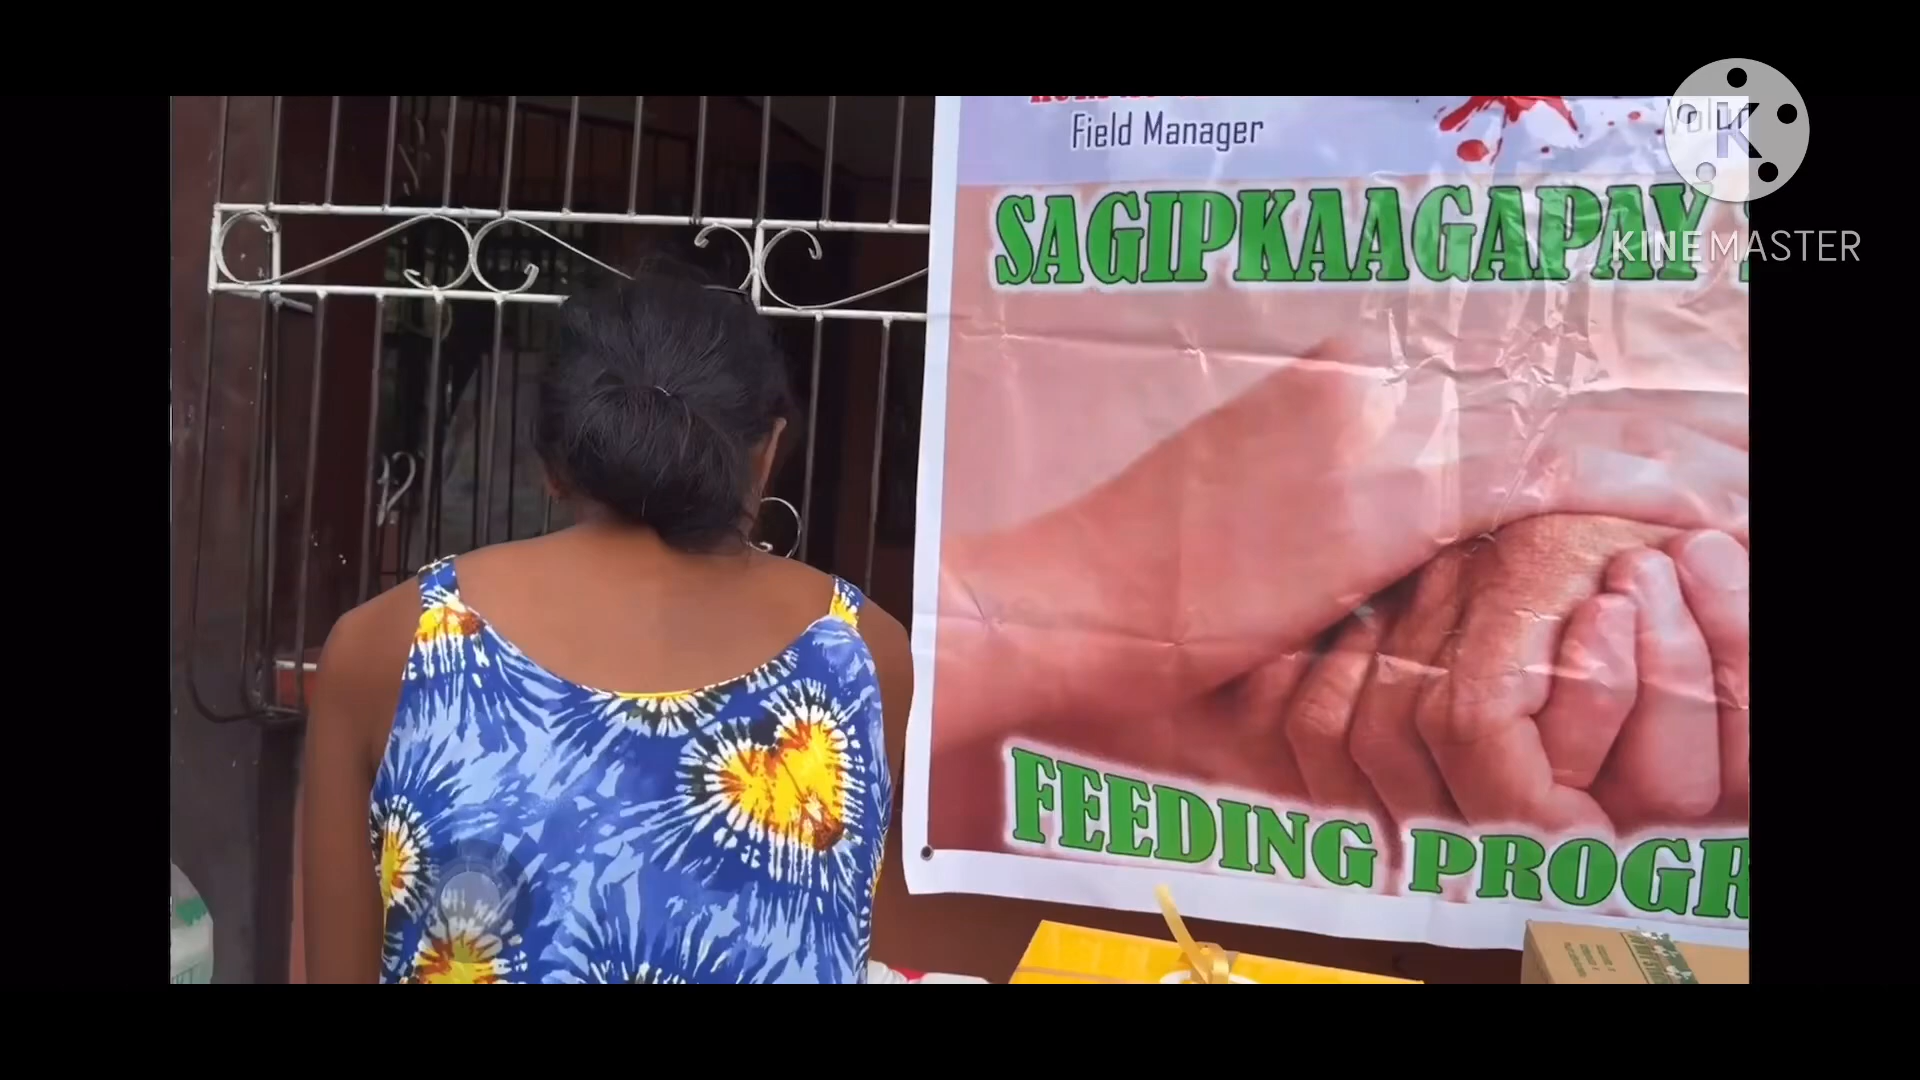 Field Manager
SAGIPKAAGAPAY
FEEDING PROGR
K
KINEMASTER